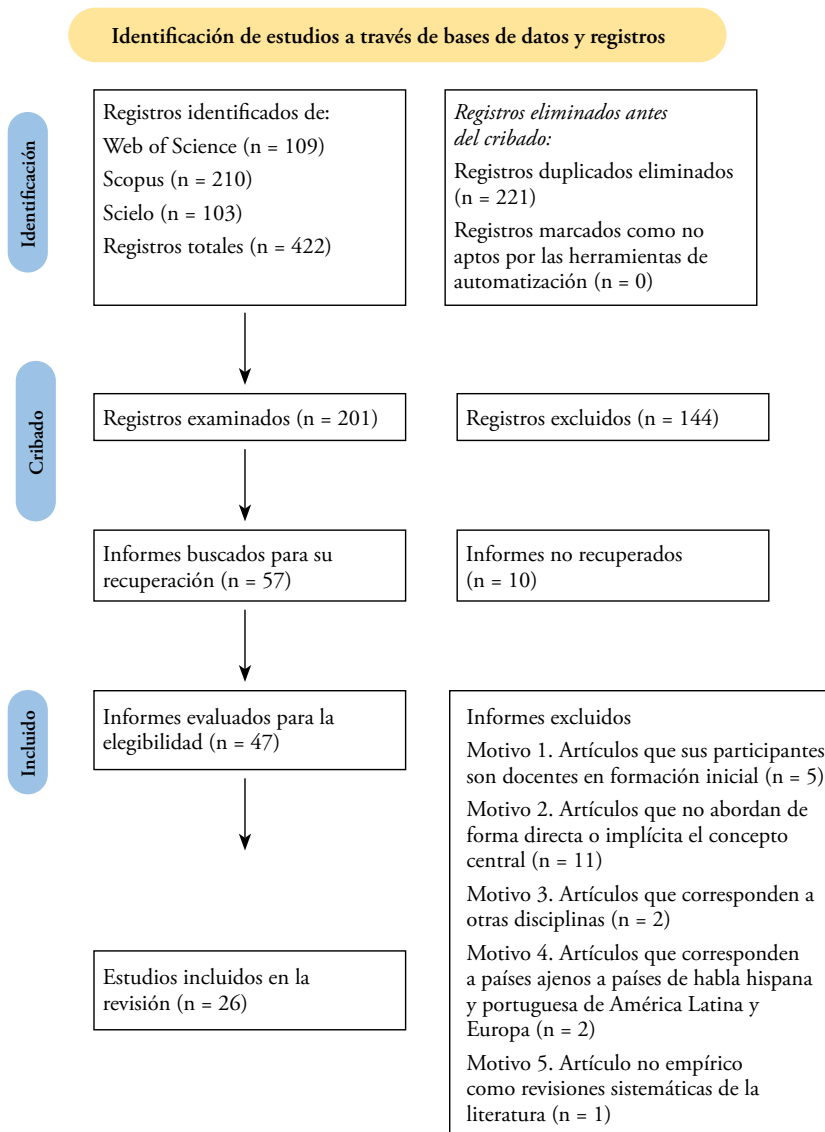 Identificación de estudios a través de bases de datos y registros
Identificación
Registros identificados de:
Web of Science (n = 109)
Scopus (n = 210)
Scielo (n = 103)
Registros totales (n = 422)
Registros eliminados antes
del cribado:
Registros duplicados eliminados
(n = 221)
Registros marcados como no
aptos por las herramientas de
automatización (n = 0)
Cribado
Registros examinados (n = 201)
Registros excluidos (n = 144)
Informes buscados para su
recuperación (n = 57)
Informes no recuperados
(n = 10)
Incluido
Informes evaluados para la
elegibilidad (n = 47)
Informes excluidos
Motivo 1. Artículos que sus participantes
son docentes en formación inicial (n = 5)
Motivo 2. Artículos que no abordan de
forma directa o implícita el concepto
central (n = 11)
Motivo 3. Artículos que corresponden a
otras disciplinas (n = 2)
Motivo 4. Artículos que corresponden
a países ajenos a países de habla hispana
y portuguesa de América Latina y
Europa (n = 2)
Motivo 5. Artículo no empírico
como revisiones sistemáticas de la
literatura (n = 1)
Estudios incluidos en la
revisión (n = 26)